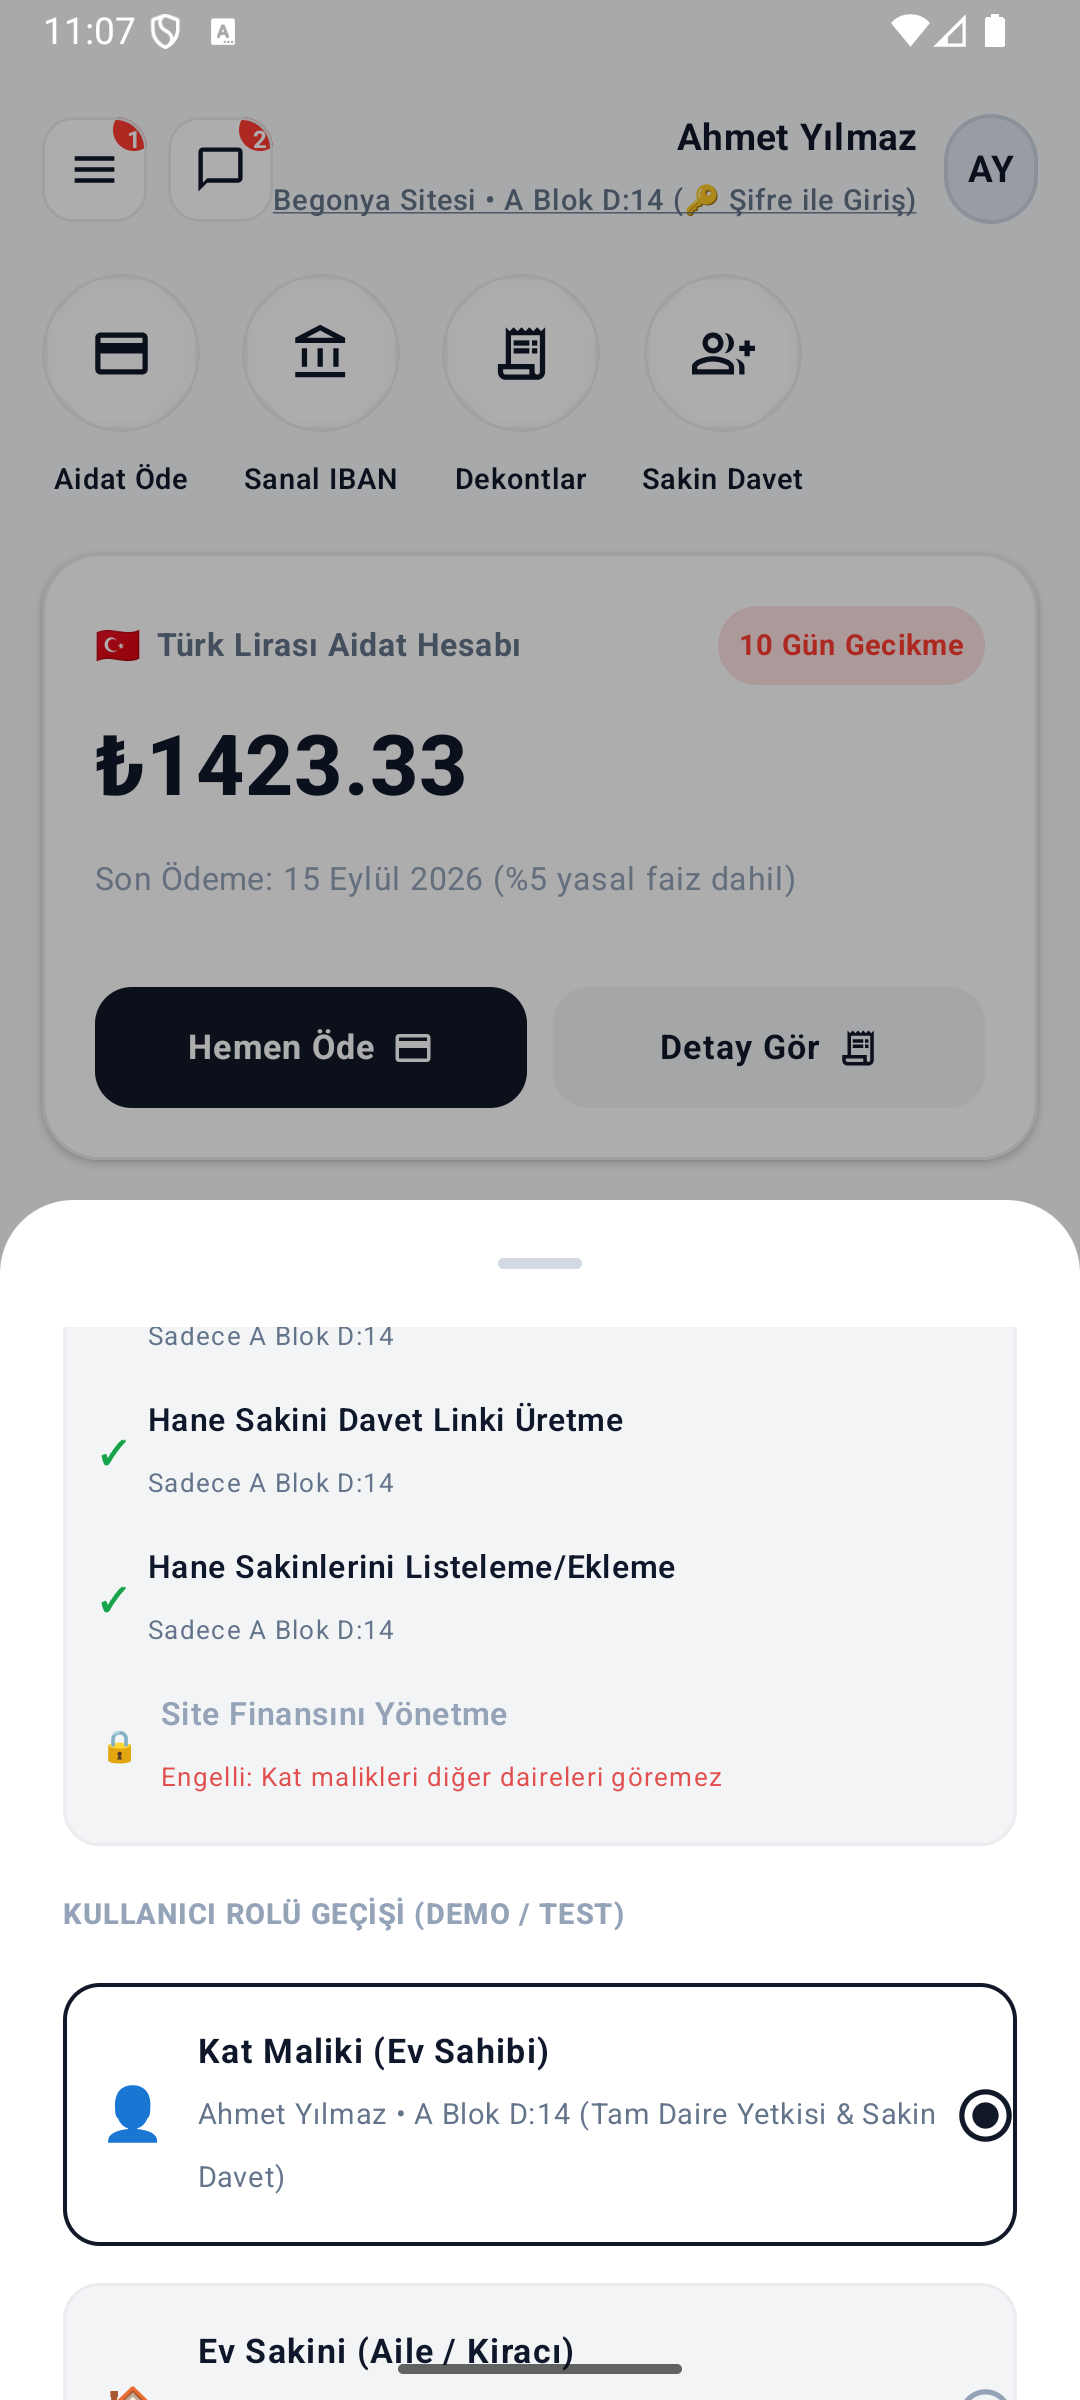 11:07
1
2
Ahmet Yılmaz
AY
Begonya Sitesi • A Blok D:14 (🔑 Şifre ile Giriş)
Aidat Öde
Sanal IBAN
Dekontlar
Sakin Davet
Türk Lirası Aidat Hesabı
10 Gün Gecikme
₺1423.33
Son Ödeme: 15 Eylül 2026 (%5 yasal faiz dahil)
Hemen Öde
Detay Gör
Sadece A Blok D:14
Hane Sakini Davet Linki Üretme
Sadece A Blok D:14
Hane Sakinlerini Listeleme/Ekleme
Sadece A Blok D:14
Site Finansını Yönetme
Engelli: Kat malikleri diğer daireleri göremez
KULLANICI ROLÜ GEÇİŞİ (DEMO / TEST)
Kat Maliki (Ev Sahibi)
Ahmet Yılmaz • A Blok D:14 (Tam Daire Yetkisi & Sakin
Davet)
Ev Sakini (Aile / Kiracı)